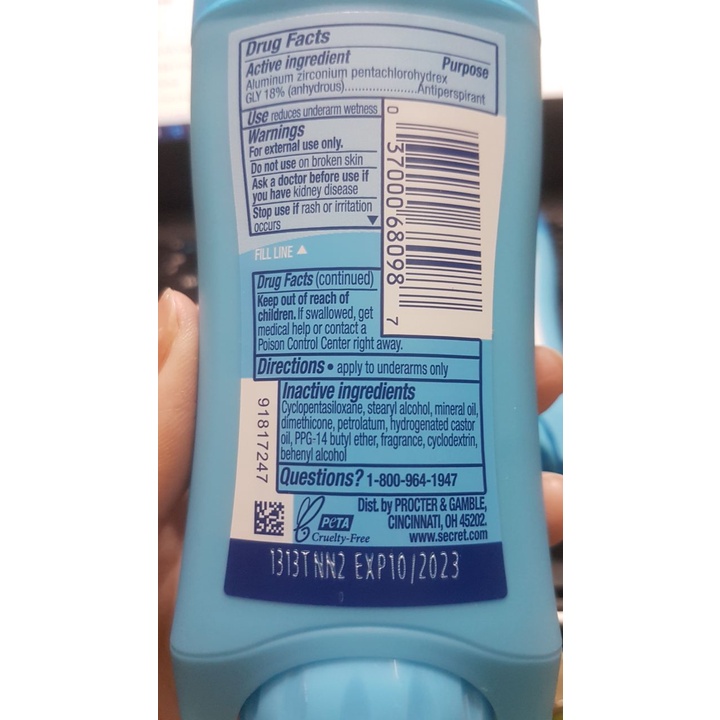 Drug Facts
Active ingredient Purpose
Aluminum zirconium pentachlorohydrex
GLY 18% (anhydrous)......................Antiperspirant
Use reduces underarm wetness
Warnings
For external use only.
Do not use on broken skin
Ask a doctor before use if
you have kidney disease
Stop use if rash or irritation
occurs
0 37000 68098 7
FILL LINE
Drug Facts (continued)
Keep out of reach of
children. If swallowed, get
medical help or contact a
Poison Control Center right away.
Directions • apply to underarms only
Inactive ingredients
Cyclopentasiloxane, stearyl alcohol, mineral oil,
dimethicone, petrolatum, hydrogenated castor
oil, PPG-14 butyl ether, fragrance, cyclodextrin,
behenyl alcohol
91817247
Questions? 1-800-964-1947
PETA
Cruelty-Free
Dist. by PROCTER & GAMBLE,
CINCINNATI, OH 45202.
www.secret.com
1313TNN2 EXP10/2023